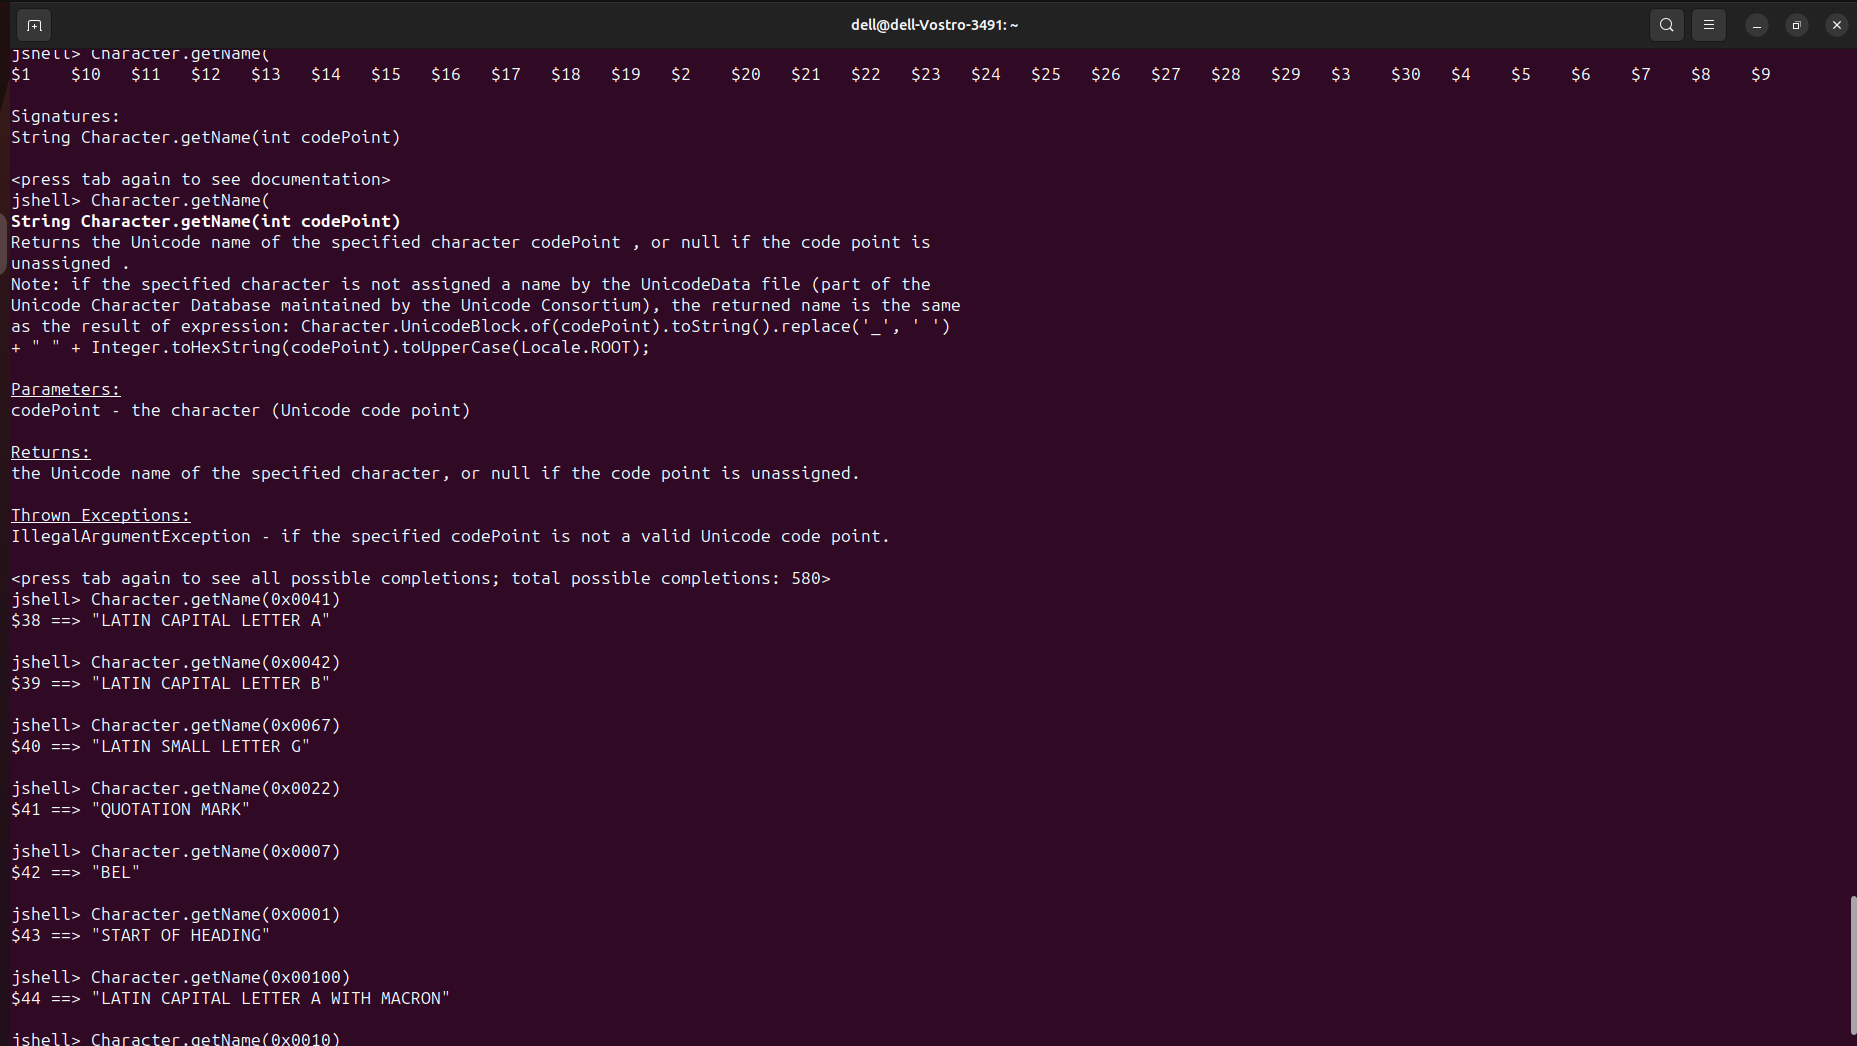 dell@dell-Vostro-3491: ~
jshell> Character.getName(
$1    $10   $11   $12   $13   $14   $15   $16   $17   $18   $19   $2    $20   $21   $22   $23   $24   $25   $26   $27   $28   $29   $3    $30   $4    $5    $6    $7    $8    $9
Signatures:
String Character.getName(int codePoint)
<press tab again to see documentation>
jshell> Character.getName(
String Character.getName(int codePoint)
Returns the Unicode name of the specified character codePoint , or null if the code point is
unassigned .
Note: if the specified character is not assigned a name by the UnicodeData file (part of the
Unicode Character Database maintained by the Unicode Consortium), the returned name is the same
as the result of expression: Character.UnicodeBlock.of(codePoint).toString().replace('_', ' ')
+ " " + Integer.toHexString(codePoint).toUpperCase(Locale.ROOT);
Parameters:
codePoint - the character (Unicode code point)
Returns:
the Unicode name of the specified character, or null if the code point is unassigned.
Thrown Exceptions:
IllegalArgumentException - if the specified codePoint is not a valid Unicode code point.
<press tab again to see all possible completions; total possible completions: 580>
jshell> Character.getName(0x0041)
$38 ==> "LATIN CAPITAL LETTER A"
jshell> Character.getName(0x0042)
$39 ==> "LATIN CAPITAL LETTER B"
jshell> Character.getName(0x0067)
$40 ==> "LATIN SMALL LETTER G"
jshell> Character.getName(0x0022)
$41 ==> "QUOTATION MARK"
jshell> Character.getName(0x0007)
$42 ==> "BEL"
jshell> Character.getName(0x0001)
$43 ==> "START OF HEADING"
jshell> Character.getName(0x00100)
$44 ==> "LATIN CAPITAL LETTER A WITH MACRON"
jshell> Character.getName(0x0010)